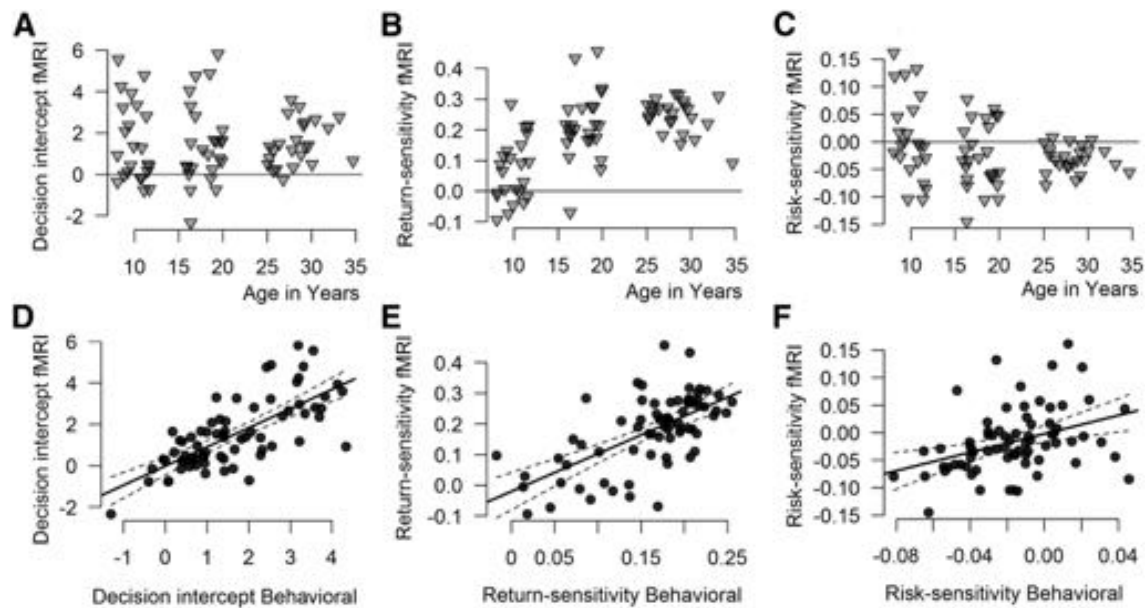 A
Decision intercept fMRI
6
4
2
0
-2
10 15 20 25 30 35
Age in Years
B
Return-sensitivity fMRI
0.4
0.3
0.2
0.1
0.0
-0.1
10 15 20 25 30 35
Age in Years
C
Risk-sensitivity fMRI
0.15
0.10
0.05
0.00
0.05
0.10
0.15
10 15 20 25 30 35
Age in Years
D
Decision intercept fMRI
6
4
2
0
-2
-1 0 1 2 3 4
Decision intercept Behavioral
E
Return-sensitivity fMRI
0.4
0.3
0.2
0.1
0.0
-0.1
0 0.05 0.15 0.20 0.25
Return-sensitivity Behavioral
F
Risk-sensitivity fMRI
0.15
0.10
0.05
-0.00
-0.05
-0.10
-0.15
-0.08 -0.04 0.00 0.04
Risk-sensitivity Behavioral